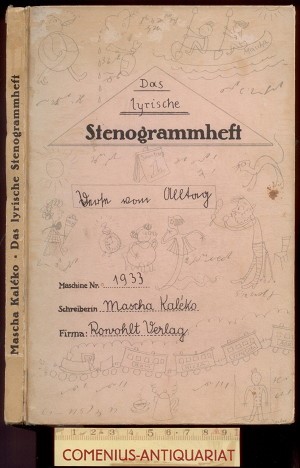 Mascha Kaléko • Das lyrische Stenogrammheft
Das
lyrische
Stenogrammheft
Verse vom Alltag
Maschine Nr. 1933
Schreiberin Mascha Kaléko
Firma: Rowohlt Verlag
1 2 3 4 5 6 7 8 9
COMENIUS-ANTIQUARIAT